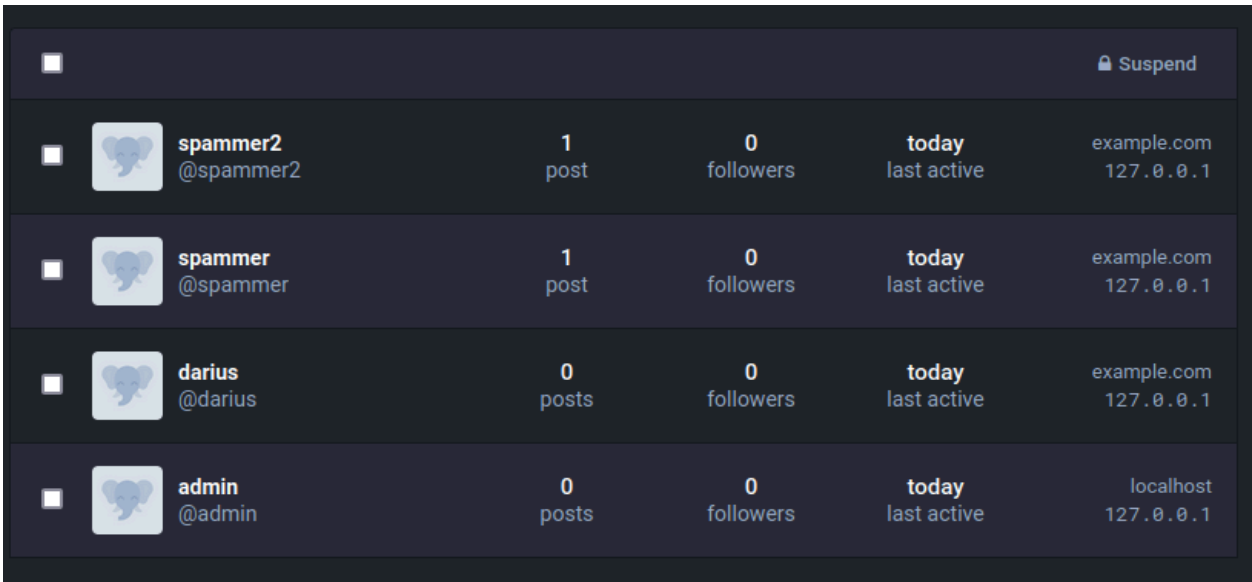 Suspend
spammer2 1 0 today example.com
@spammer2 post followers last active 127.0.0.1
spammer 1 0 today example.com
@spammer post followers last active 127.0.0.1
darius 0 0 today example.com
@darius posts followers last active 127.0.0.1
admin 0 0 today localhost
@admin posts followers last active 127.0.0.1